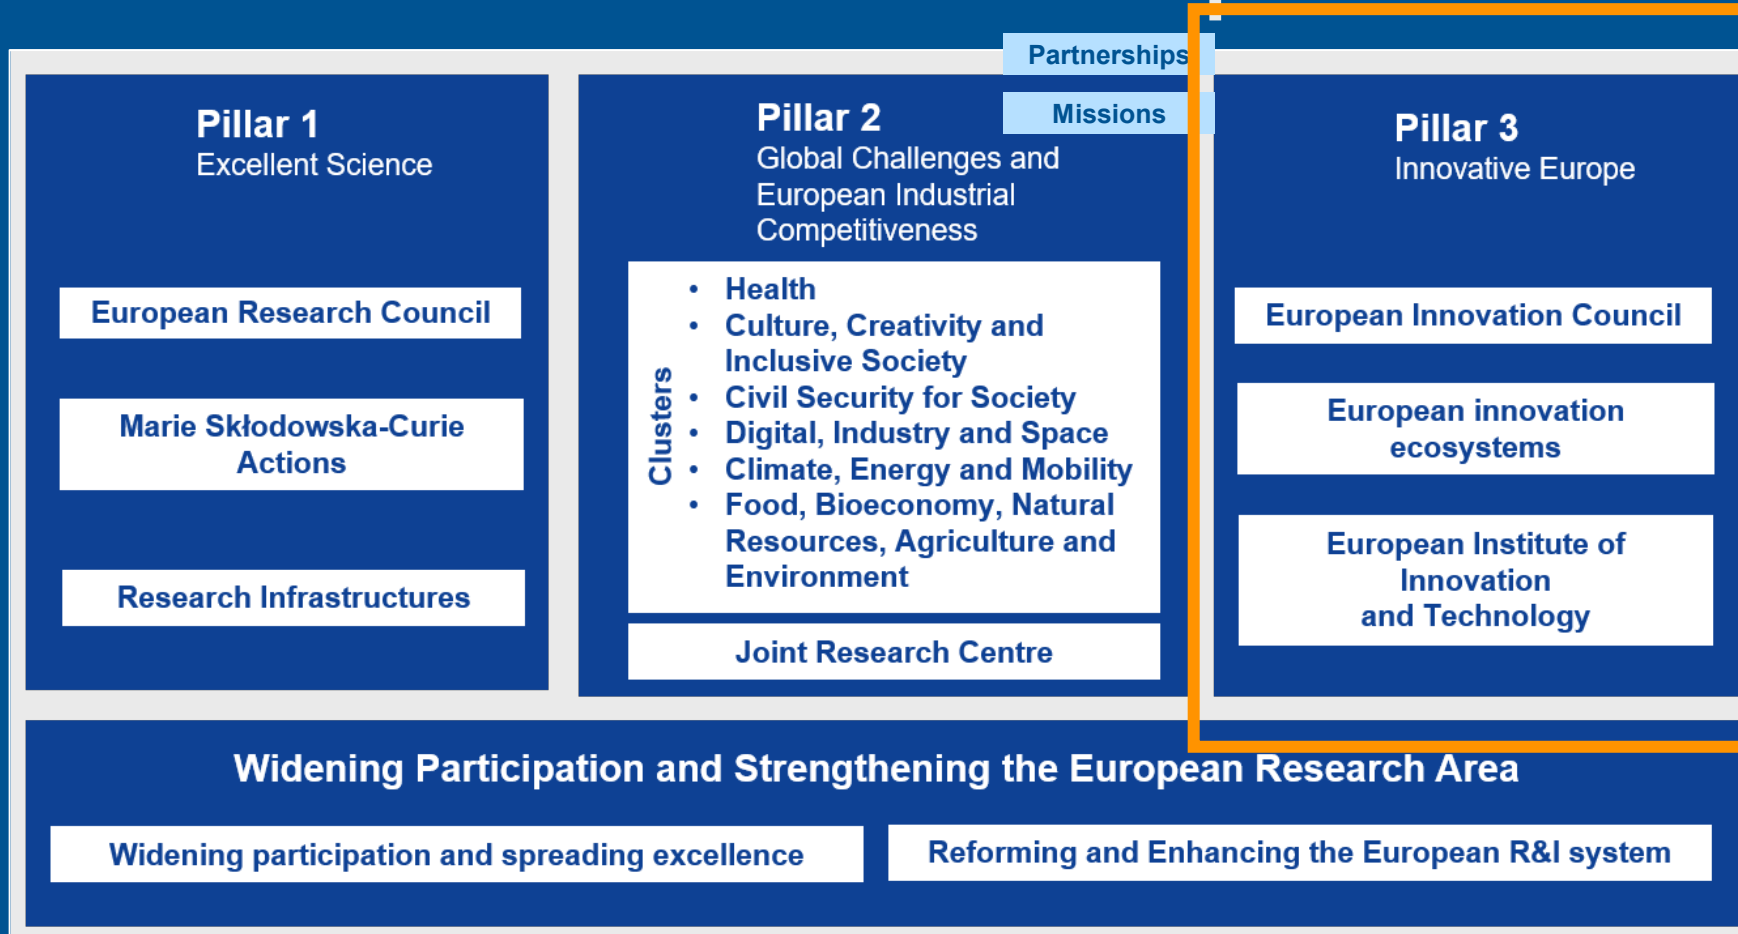 Partnerships
Missions
Pillar 1
Excellent Science
European Research Council
Marie Skłodowska-Curie
Actions
Research Infrastructures
Pillar 2
Global Challenges and
European Industrial
Competitiveness
Clusters
• Health
• Culture, Creativity and
Inclusive Society
• Civil Security for Society
• Digital, Industry and Space
• Climate, Energy and Mobility
• Food, Bioeconomy, Natural
Resources, Agriculture and
Environment
Joint Research Centre
Pillar 3
Innovative Europe
European Innovation Council
European innovation
ecosystems
European Institute of
Innovation
and Technology
Widening Participation and Strengthening the European Research Area
Widening participation and spreading excellence
Reforming and Enhancing the European R&I system